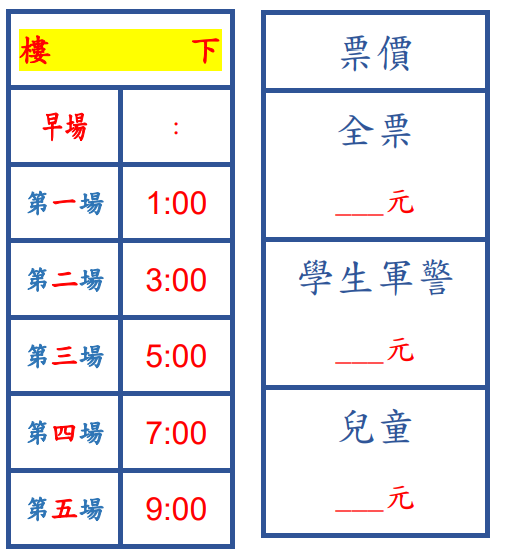 樓 下
早場 :
第一場 1:00
第二場 3:00
第三場 5:00
第四場 7:00
第五場 9:00
票價
全票
___元
學生軍警
___元
兒童
___元